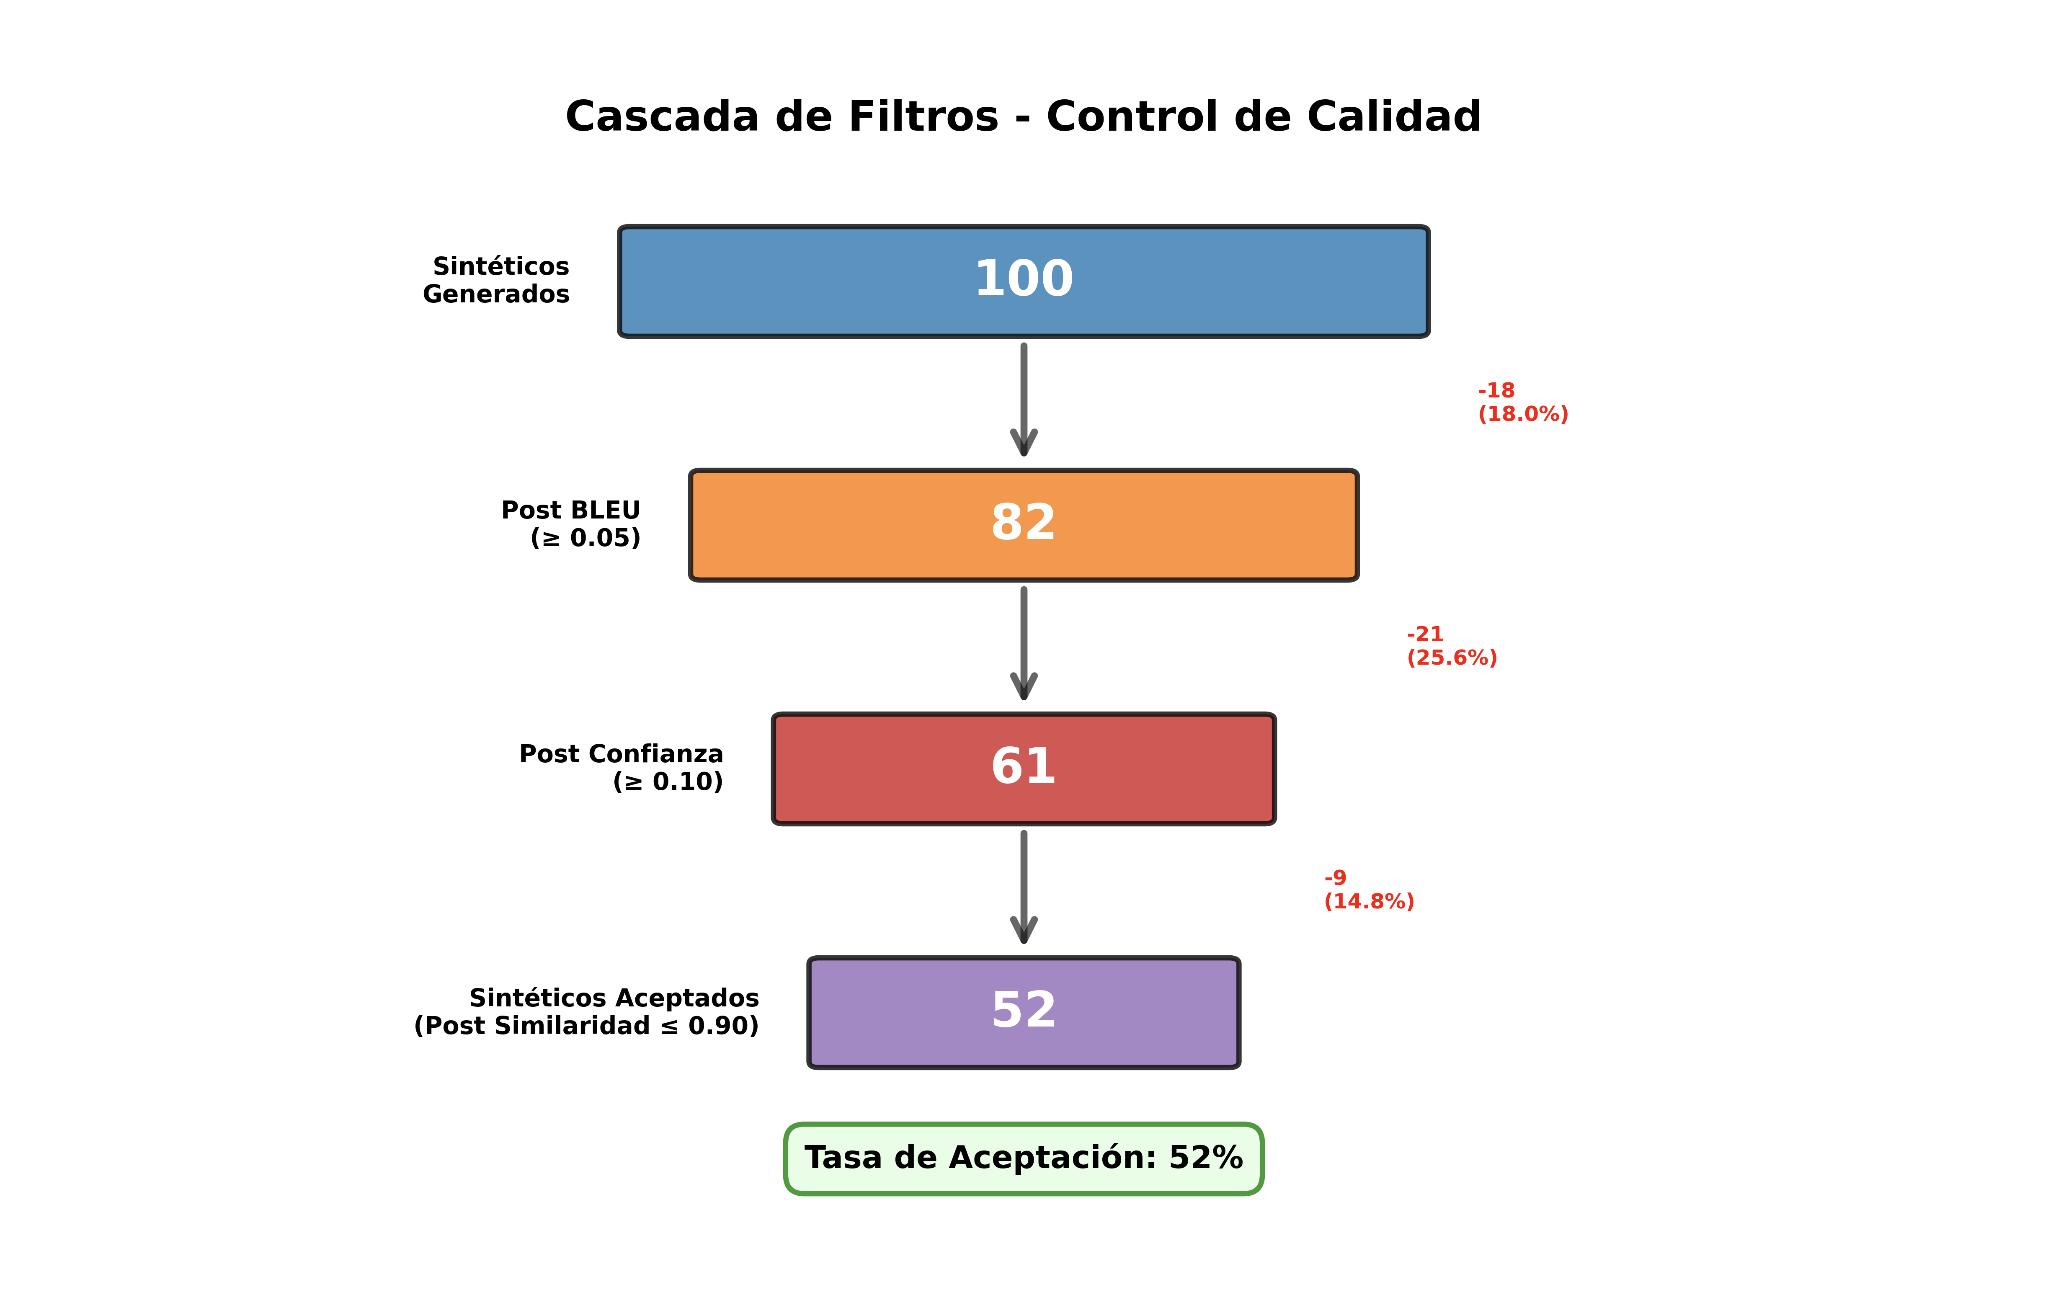 Cascada de Filtros - Control de Calidad
Sintéticos
Generados
100
-18
(18.0%)
Post BLEU
(≥ 0.05)
82
-21
(25.6%)
Post Confianza
(≥ 0.10)
61
-9
(14.8%)
Sintéticos Aceptados
(Post Similaridad ≤ 0.90)
52
Tasa de Aceptación: 52%